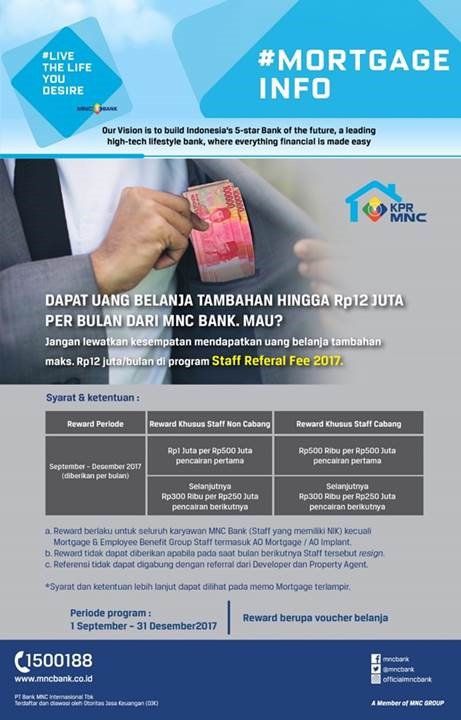 #LIVE
THE LIFE
YOU
DESIRE
MNC BANK
#MORTGAGE
INFO
Our Vision is to build Indonesia's 5-star Bank of the future, a leading
high-tech lifestyle bank, where everything financial is made easy
KPR
MNC
DAPAT UANG BELANJA TAMBAHAN HINGGA Rp12 JUTA
PER BULAN DARI MNC BANK. MAU?
Jangan lewatkan kesempatan mendapatkan uang belanja tambahan
maks. Rp12 juta/bulan di program Staff Referal Fee 2017.
Syarat & ketentuan :
Reward Periode
Reward Khusus Staff Non Cabang
Reward Khusus Staff Cabang
September - Desember 2017
(diberikan per bulan)
Rp1 Juta per Rp500 Juta
pencairan pertama
Rp500 Ribu per Rp500 Juta
pencairan pertama
Selanjutnya
Rp300 Ribu per Rp250 Juta
pencairan berikutnya
Selanjutnya
Rp300 Ribu per Rp250 Juta
pencairan berikutnya
a. Reward berlaku untuk seluruh karyawan MNC Bank (Staff yang memiliki NIK) kecuali
Mortgage & Employee Benefit Group Staff termasuk AO Mortgage / AO Implant.
b. Reward tidak dapat diberikan apabila pada saat bulan berikutnya Staff tersebut resign.
c. Referensi tidak dapat digabung dengan referral dari Developer dan Property Agent.
*Syarat dan ketentuan lebih lanjut dapat dilihat pada memo Mortgage terlampir.
Periode program :
1 September - 31 Desember2017
Reward berupa voucher belanja
1500188
www.mncbank.co.id
PT Bank MNC Internasional Tbk
Terdaftar dan diawasi oleh Otoritas Jasa Keuangan (OJK)
mncbank
@mncbank
officialmncbank
A Member of MNC GROUP